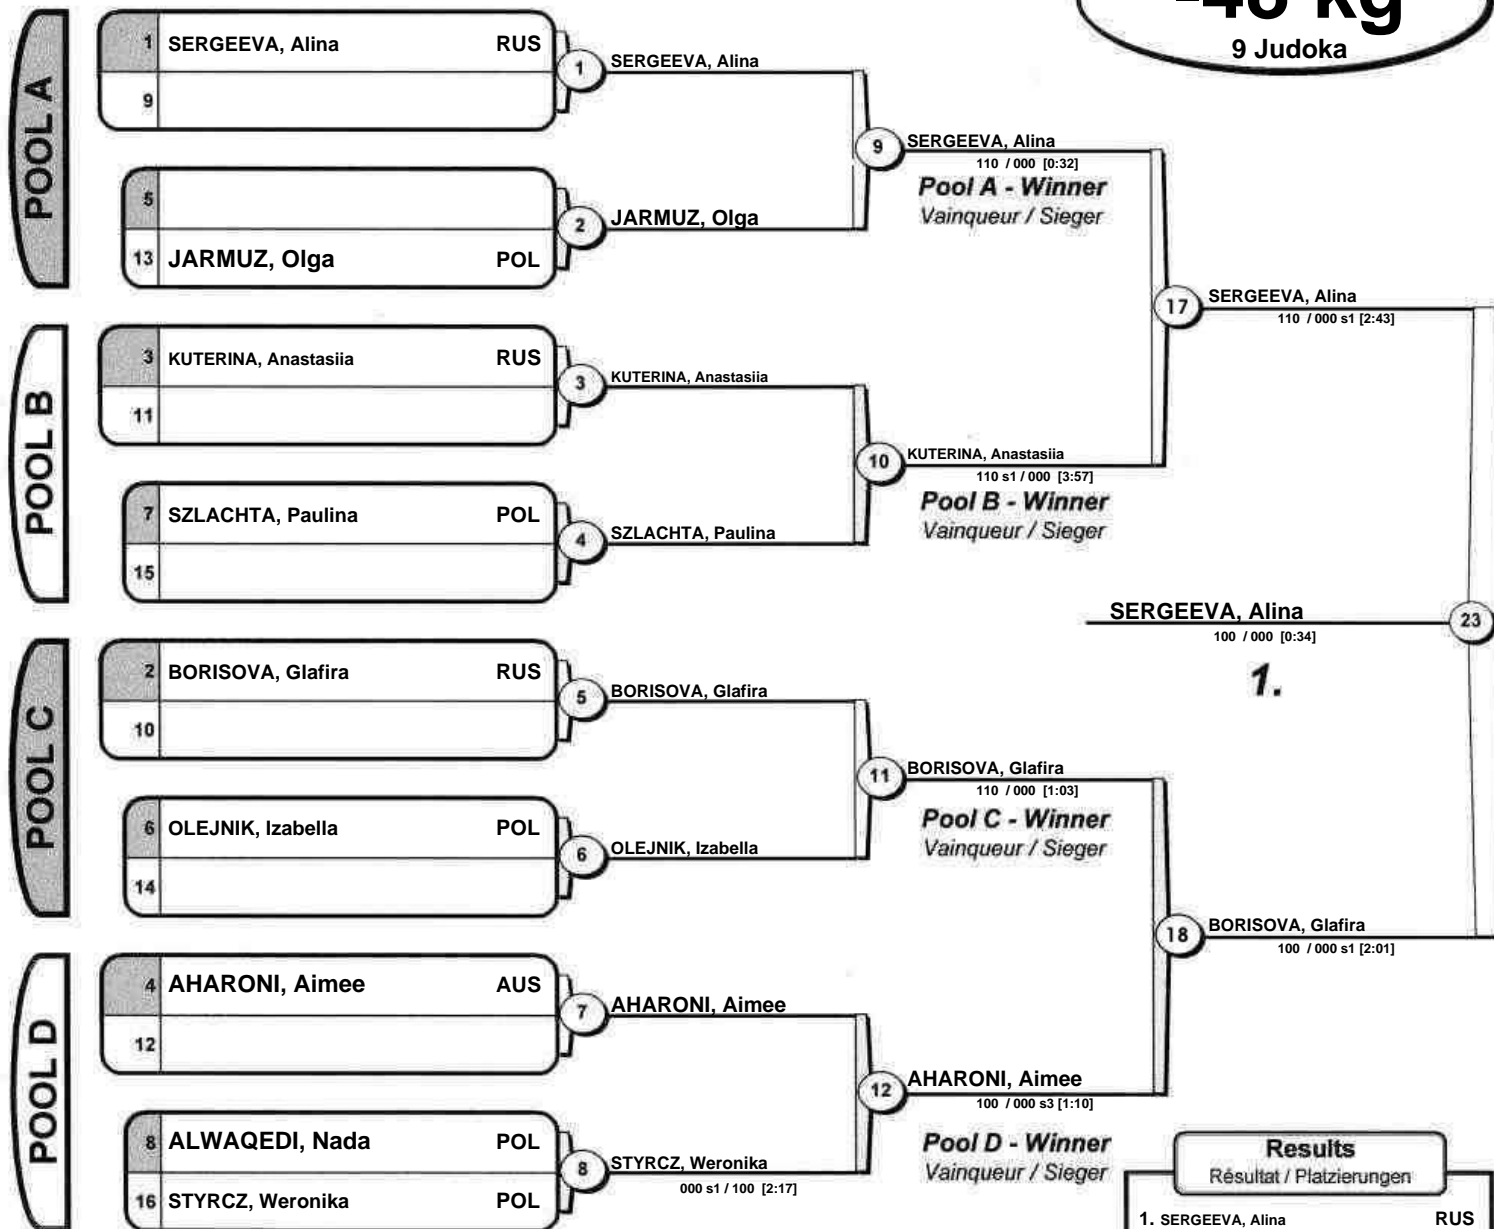 -48 kg
9 Judoka
POOL A
1 SERGEEVA, Alina RUS
9
1 SERGEEVA, Alina
5
13 JARMUZ, Olga POL
2 JARMUZ, Olga
9 SERGEEVA, Alina
110 / 000 [0:32]
Pool A - Winner
Vainqueur / Sieger
POOL B
3 KUTERINA, Anastasiia RUS
11
3 KUTERINA, Anastasiia
7 SZLACHTA, Paulina POL
15
4 SZLACHTA, Paulina
10 KUTERINA, Anastasiia
110 s1 / 000 [3:57]
Pool B - Winner
Vainqueur / Sieger
17 SERGEEVA, Alina
110 / 000 s1 [2:43]
POOL C
2 BORISOVA, Glafira RUS
10
5 BORISOVA, Glafira
6 OLEJNIK, Izabella POL
14
6 OLEJNIK, Izabella
11 BORISOVA, Glafira
110 / 000 [1:03]
Pool C - Winner
Vainqueur / Sieger
POOL D
4 AHARONI, Aimee AUS
12
7 AHARONI, Aimee
8 ALWAQEDI, Nada POL
16 STYRCZ, Weronika POL
8 STYRCZ, Weronika
000 s1 / 100 [2:17]
12 AHARONI, Aimee
100 / 000 s3 [1:10]
Pool D - Winner
Vainqueur / Sieger
18 BORISOVA, Glafira
100 / 000 s1 [2:01]
SERGEEVA, Alina 23
100 / 000 [0:34]
1.
Results
Résultat / Platzierungen
1. SERGEEVA, Alina RUS